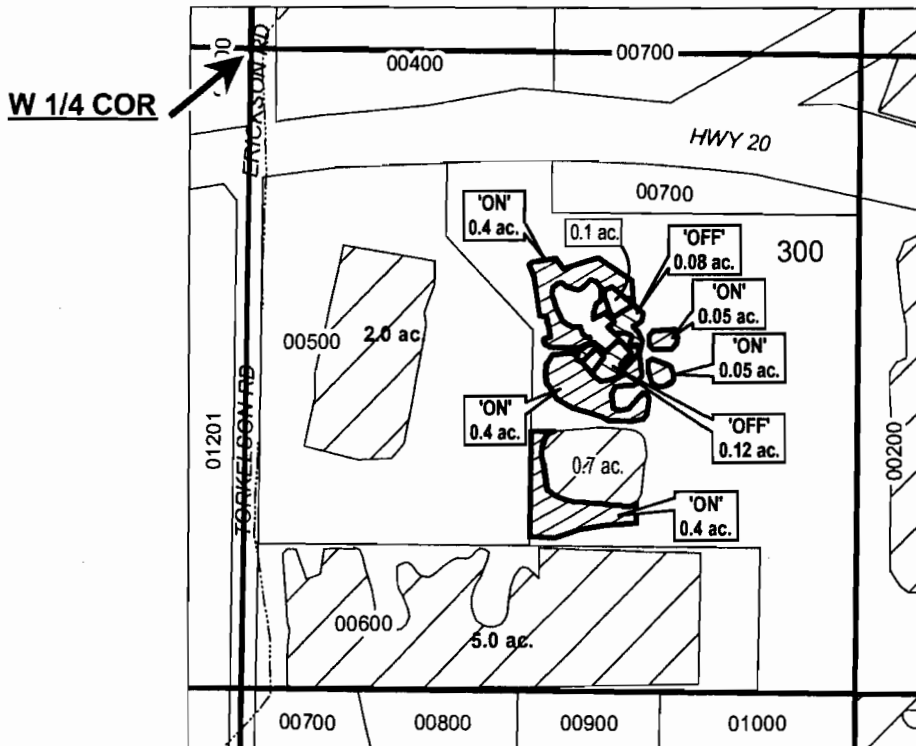 ERICKSON RD
00400
00700
W 1/4 COR
HWY 20
00700
'ON'
0.4 ac.
0.1 ac.
'OFF'
0.08 ac.
300
'ON'
0.05 ac.
00500
2.0 ac.
'ON'
0.05 ac.
'ON'
0.4 ac.
'OFF'
0.12 ac.
01201
TORKELSON RD
00200
0.7 ac.
'ON'
0.4 ac.
00600
5.0 ac.
00700
00800
00900
01000